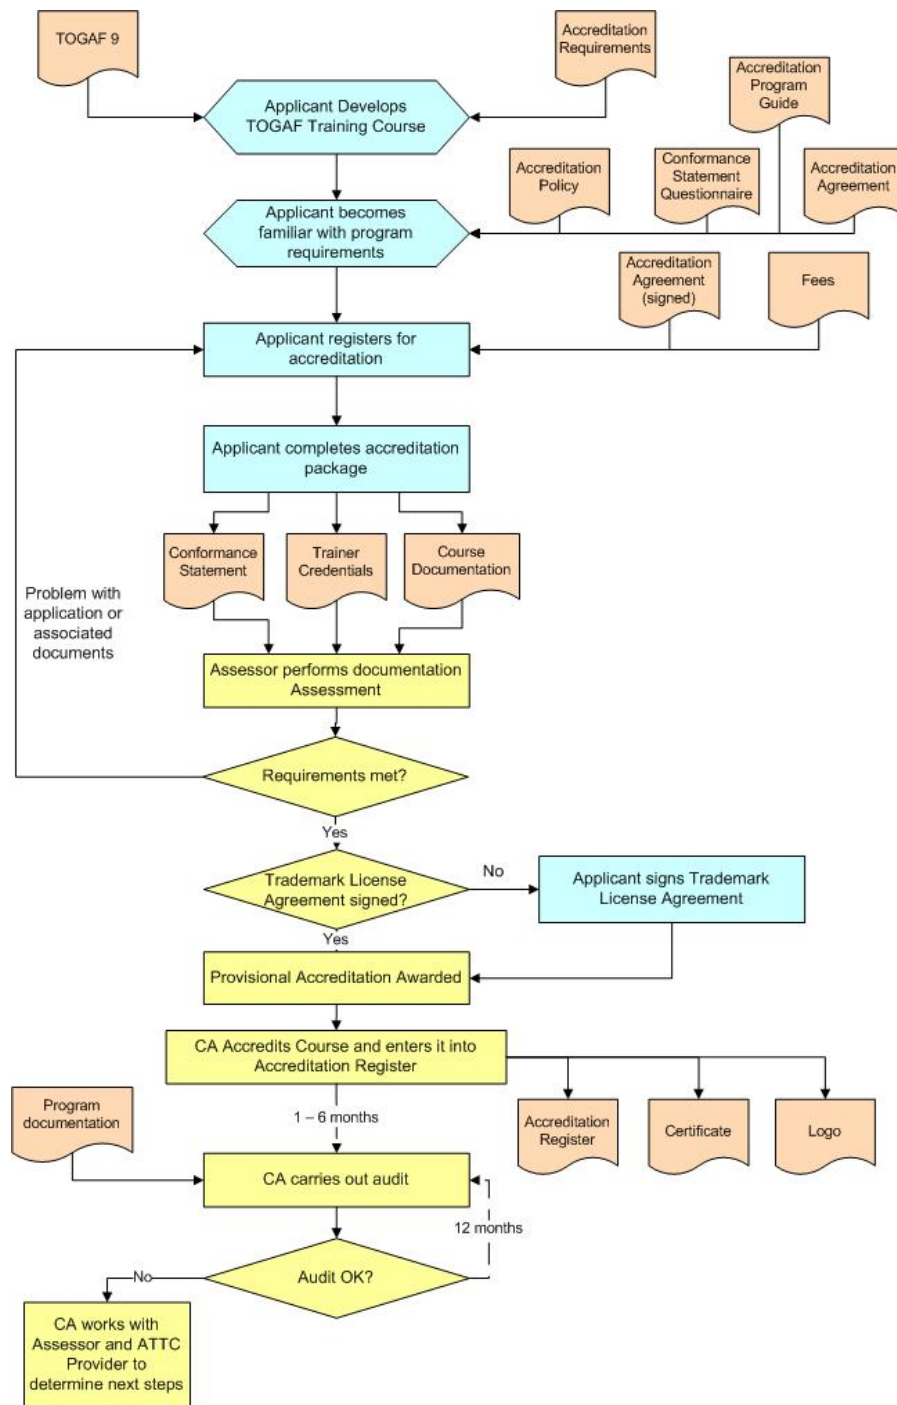 TOGAF 9
Accreditation
Requirements
Accreditation
Program
Guide
Applicant Develops
TOGAF Training Course
Accreditation
Policy
Conformance
Statement
Questionnaire
Accreditation
Agreement
Applicant becomes
familiar with program
requirements
Accreditation
Agreement
(signed)
Fees
Applicant registers for
accreditation
Applicant completes accreditation
package
Conformance
Statement
Trainer
Credentials
Course
Documentation
Problem with
application or
associated
documents
Assessor performs documentation
Assessment
Requirements met?
Yes
Trademark License
Agreement signed?
No
Applicant signs Trademark
License Agreement
Yes
Provisional Accreditation Awarded
CA Accredits Course and enters it into
Accreditation Register
1 – 6 months
Program
documentation
Accreditation
Register
Certificate
Logo
CA carries out audit
12 months
Audit OK?
No
CA works with
Assessor and ATTC
Provider to
determine next steps